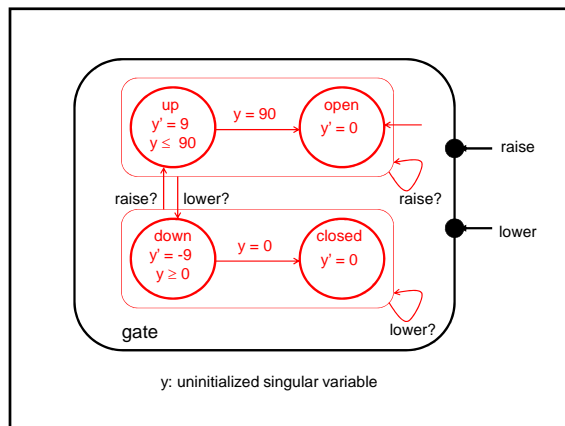 up
y' = 9
y ≤ 90
y = 90
open
y' = 0
raise
raise?
lower?
raise?
lower
down
y' = -9
y ≥ 0
y = 0
closed
y' = 0
lower?
gate
y: uninitialized singular variable